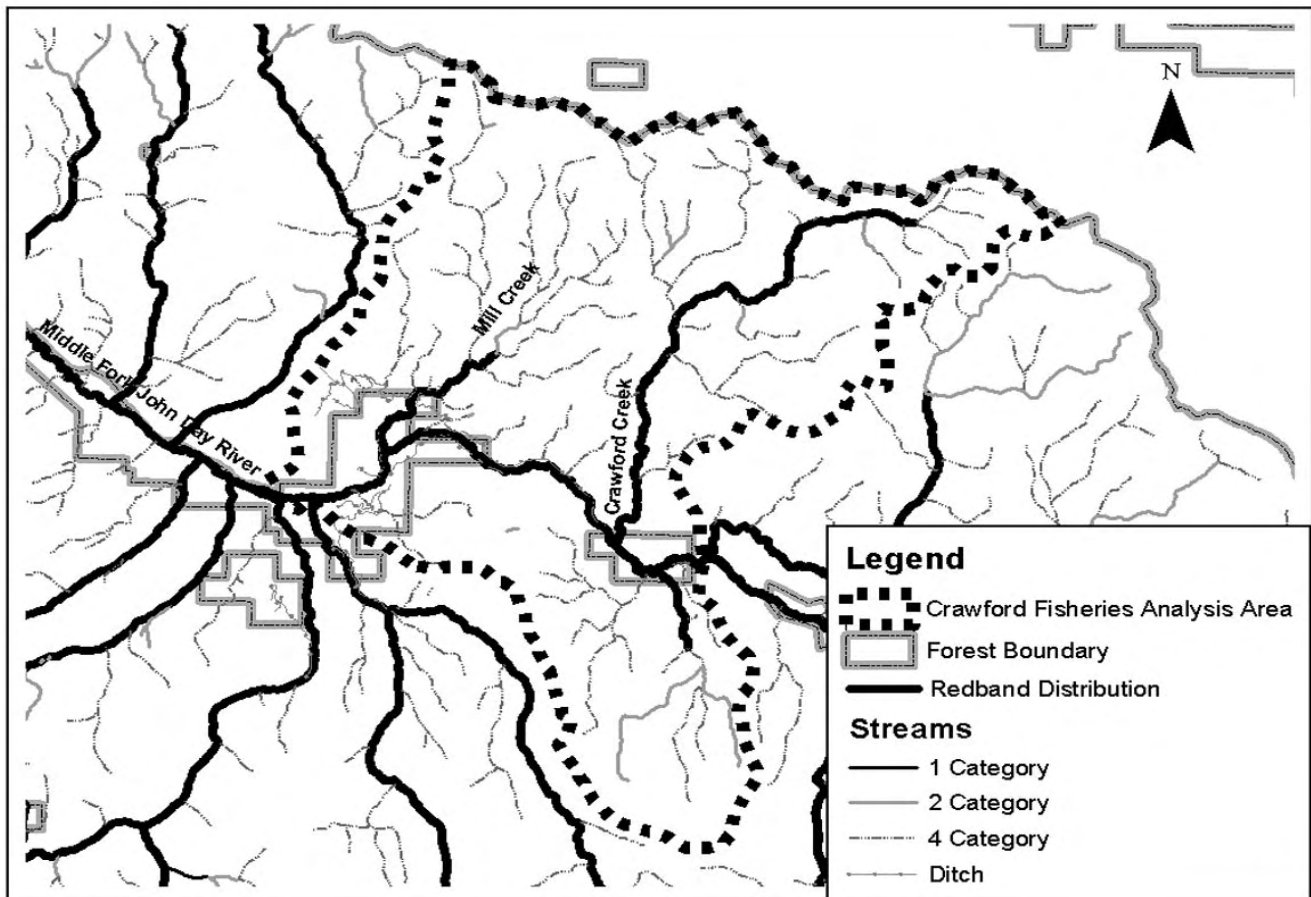 N
Mill Creek
Middle Fork John Day River
Crawford Creek
Legend
Crawford Fisheries Analysis Area
Forest Boundary
Redband Distribution
Streams
1 Category
2 Category
4 Category
Ditch